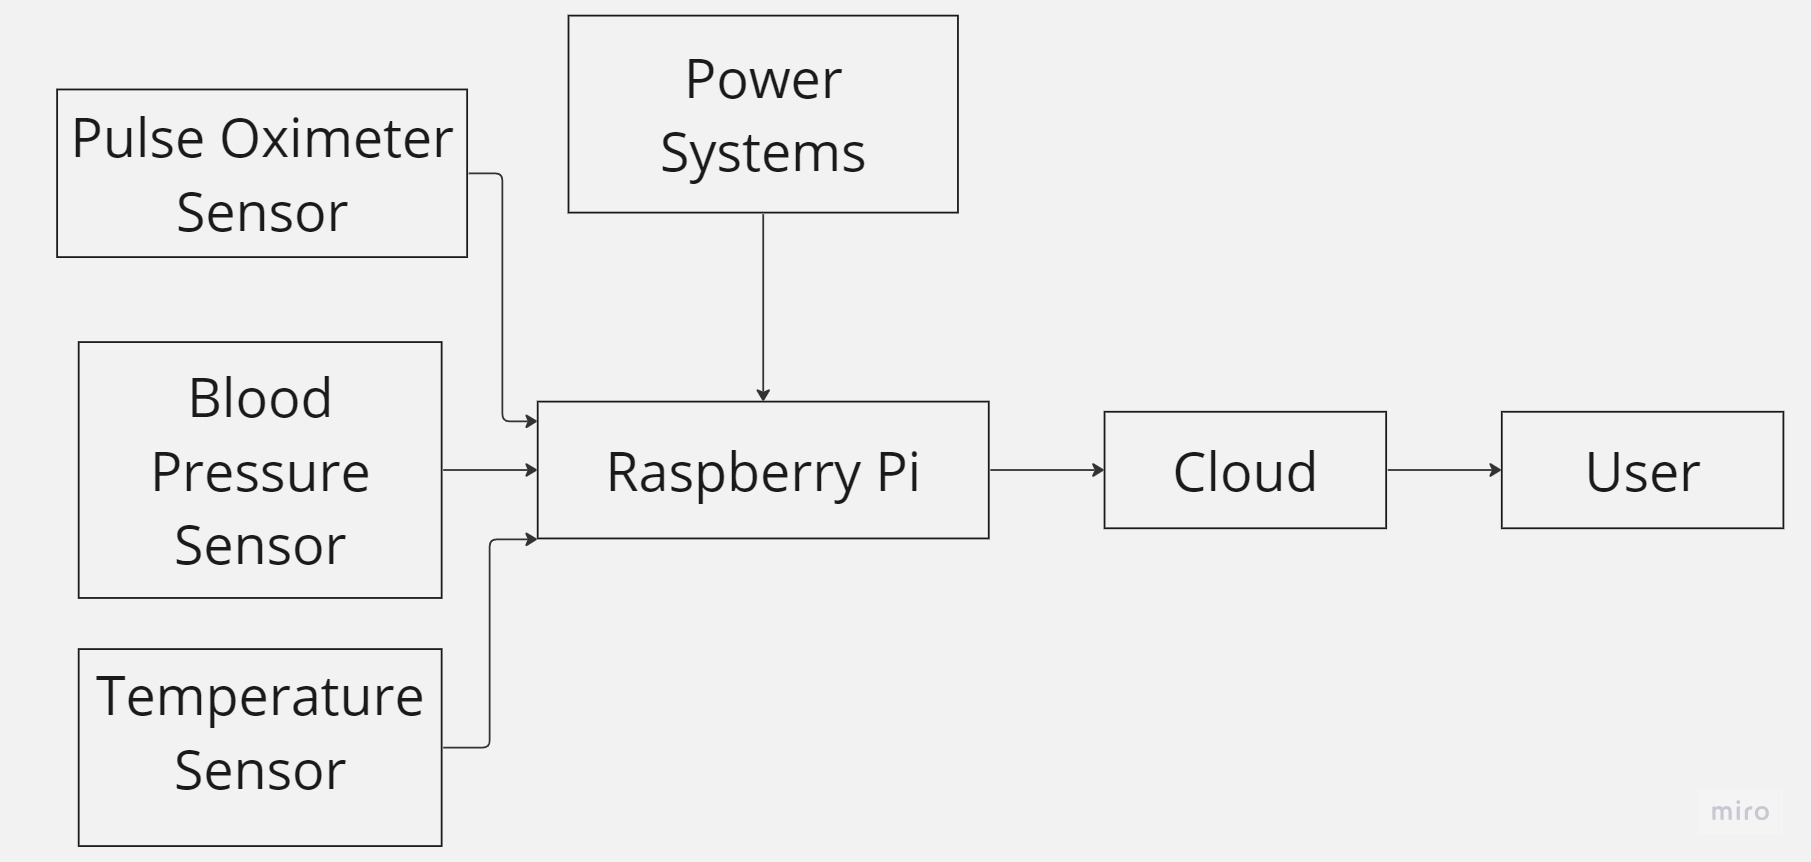 Power
Systems
Pulse Oximeter
Sensor
Blood
Pressure
Sensor
Raspberry Pi
Cloud
User
Temperature
Sensor
miro